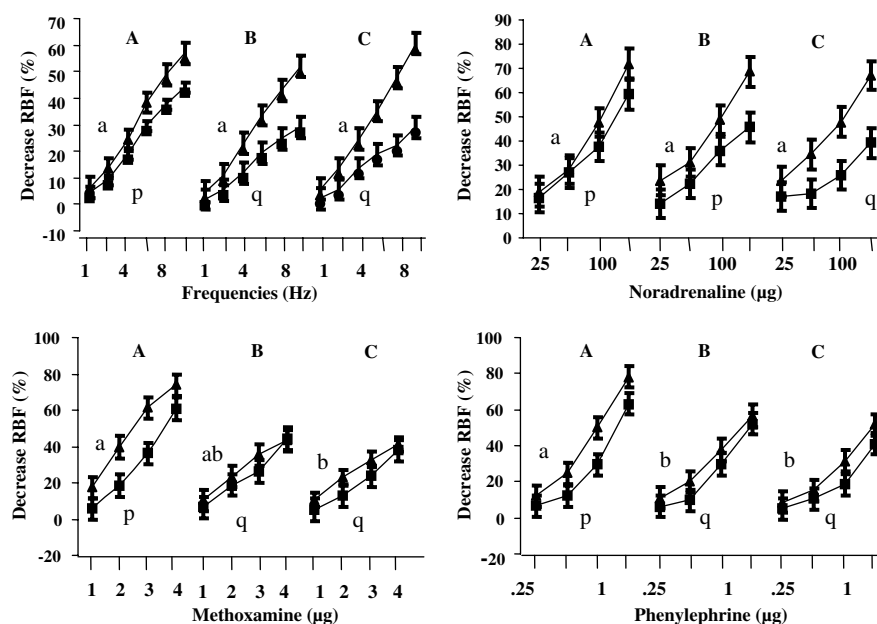 70
60
50
40
30
20
10
0
-10
Decrease RBF (%)
A B C
a a a
p q q
1 4 8 1 4 8 1 8
Frequencies (Hz)
90
80
70
60
50
40
30
20
10
0
Decrease RBF (%)
A B C
a a a
p p q
25 100 25 100 25 100
Noradrenaline (µg)
100
80
60
40
20
0
-20
Decrease RBF (%)
A B C
a ab b
p q q
1 2 3 4 1 2 3 4 1 2 3 4
Methoxamine (µg)
100
80
60
40
20
0
-20
Decrease RBF (%)
A B C
a b b
p q q
.25 1 .25 1 .25 1
Phenylephrine (µg)